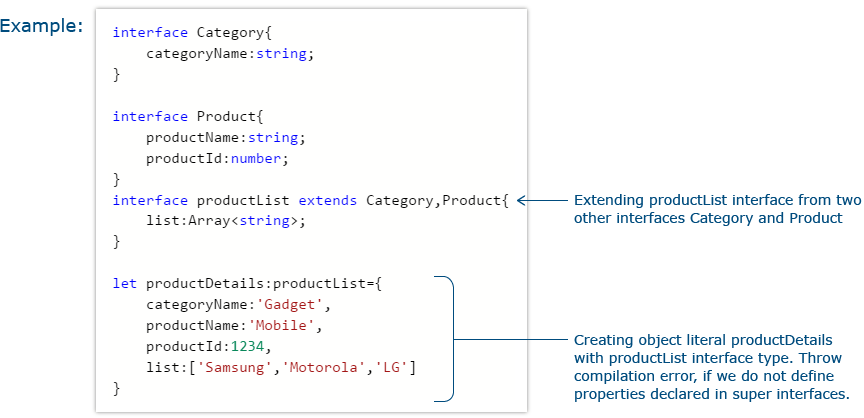 Example:
interface Category{
categoryName:string;
}
interface Product{
productName:string;
productId:number;
}
interface productList extends Category,Product{
list:Array<string>;
}
Extending productList interface from two
other interfaces Category and Product
let productDetails:productList={
categoryName:'Gadget',
productName:'Mobile',
productId:1234,
list:['Samsung','Motorola','LG']
}
Creating object literal productDetails
with productList interface type. Throw
compilation error, if we do not define
properties declared in super interfaces.